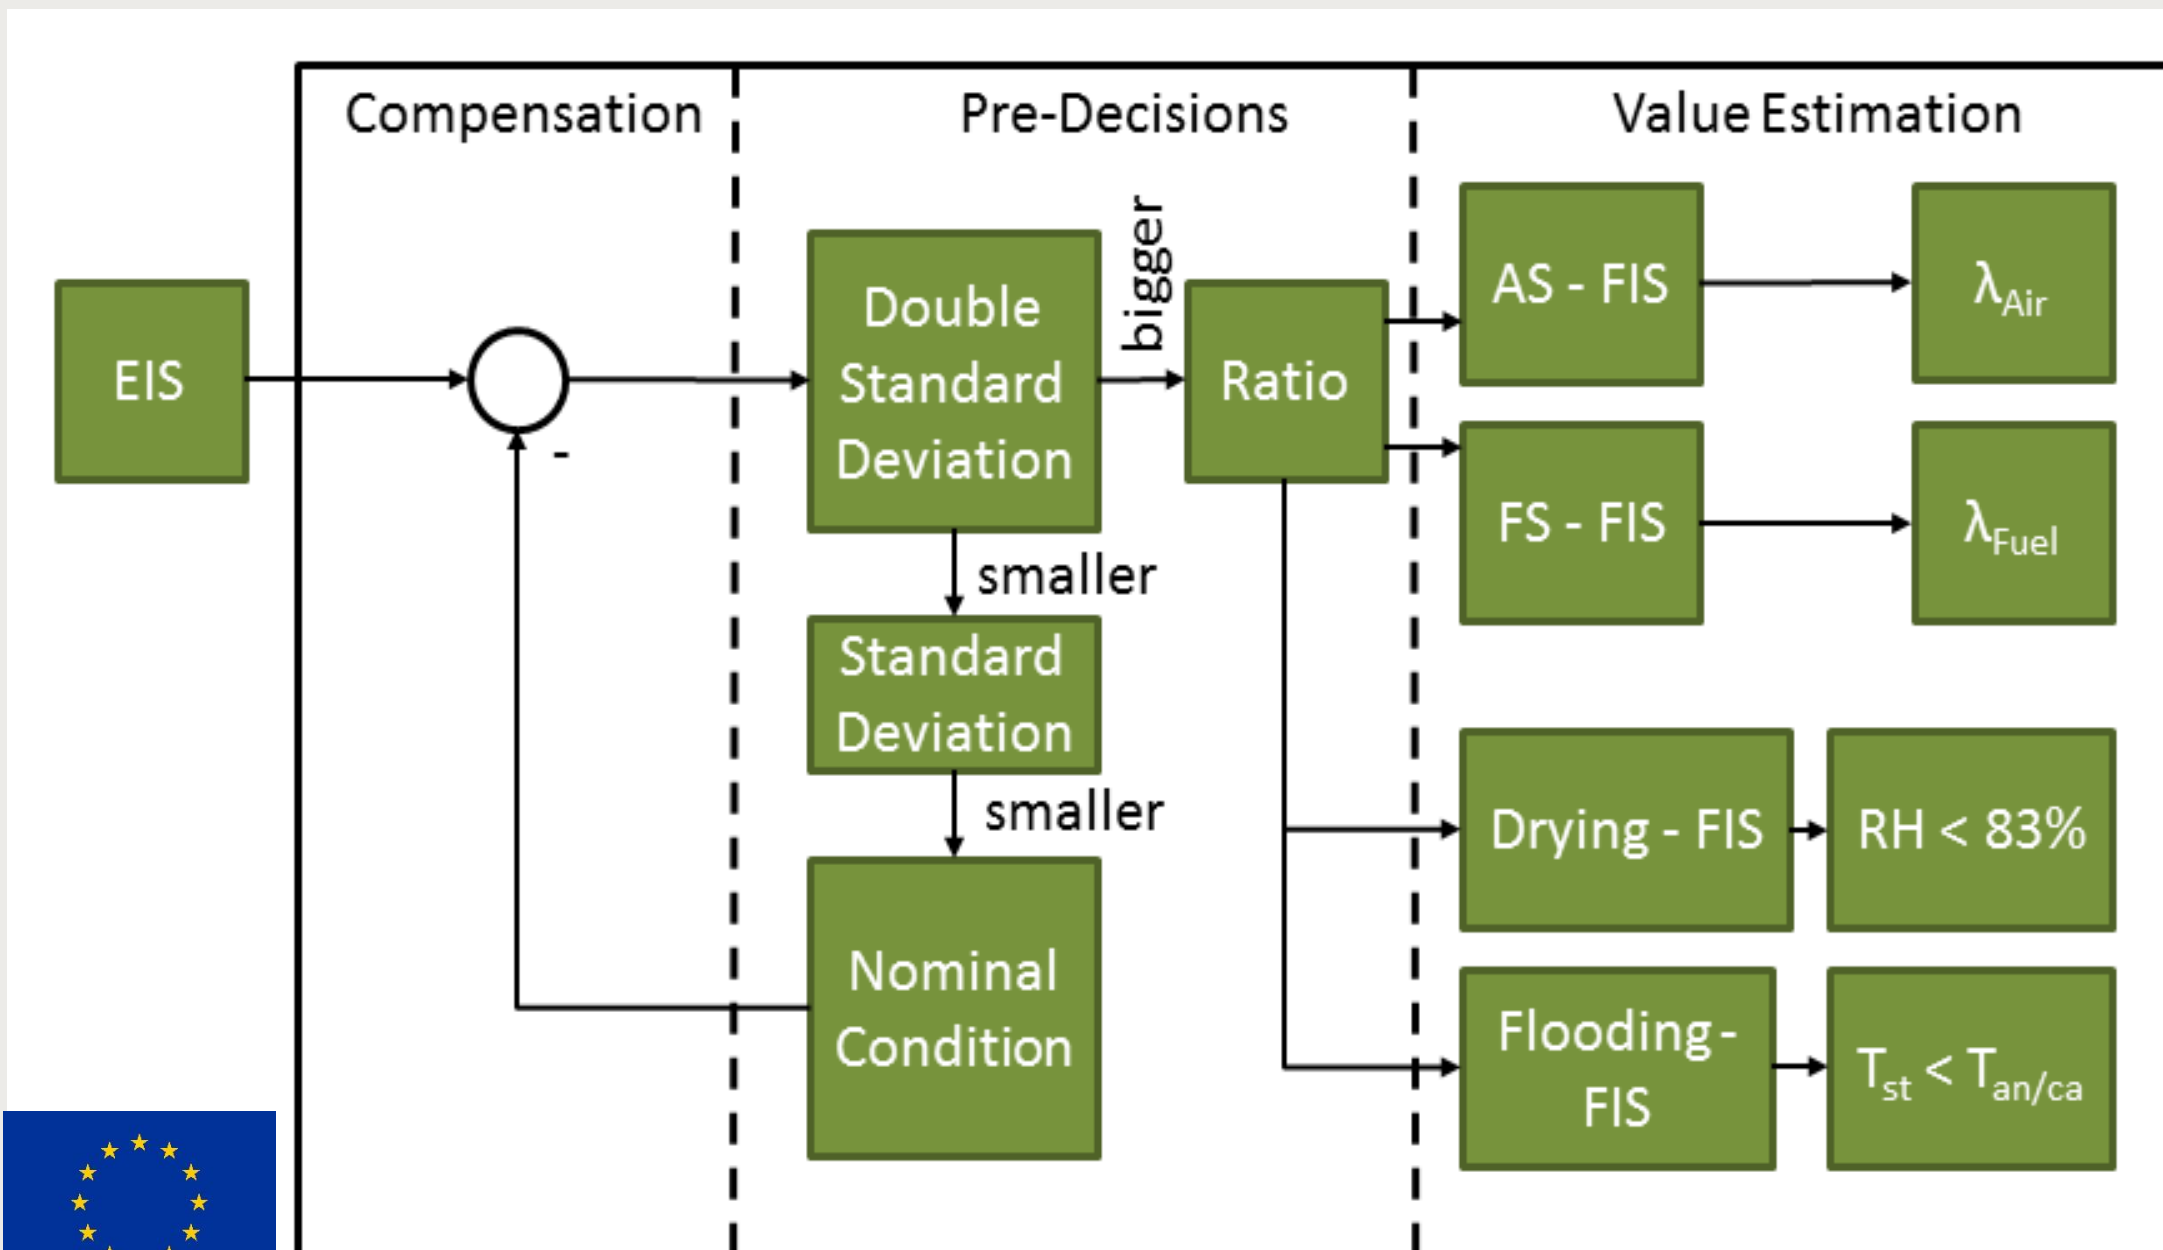 Compensation
Pre-Decisions
Value Estimation
EIS
-
Double
Standard
Deviation
bigger
Ratio
smaller
Standard
Deviation
smaller
Nominal
Condition
AS - FIS
λAir
FS - FIS
λFuel
Drying - FIS
RH < 83%
Flooding -
FIS
Tst < Tan/ca